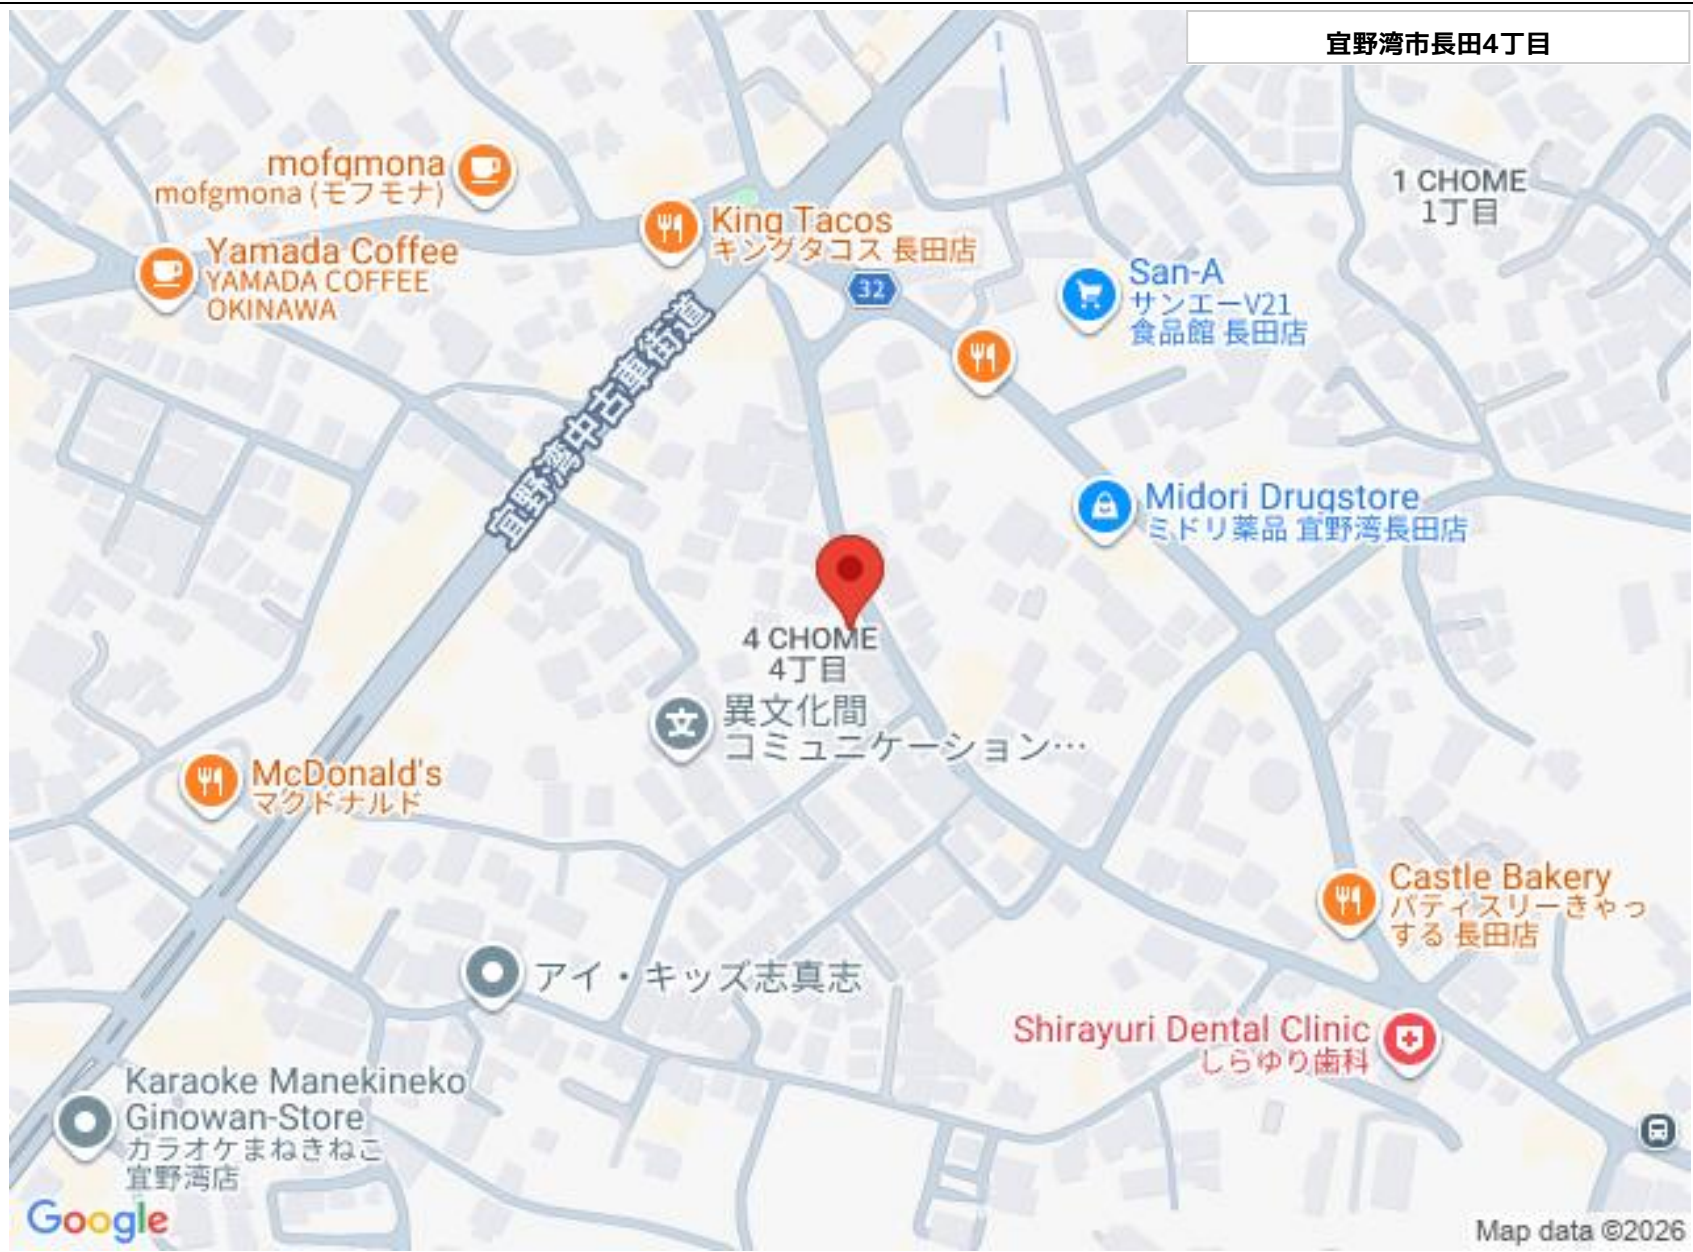 宜野湾市長田4丁目
mofgmona
mofgmona (モフモナ)
1 CHOME
1丁目
King Tacos
キングタコス 長田店
Yamada Coffee
YAMADA COFFEE
OKINAWA
32
San-A
サンエーV21
食品館 長田店
宜野湾中古車街道
Midori Drugstore
ミドリ薬品 宜野湾長田店
4 CHOME
4丁目
異文化間
コミュニケーション…
McDonald's
マクドナルド
Castle Bakery
パティスリーきゃっ
する 長田店
アイ・キッズ志真志
Shirayuri Dental Clinic
しらゆり歯科
Karaoke Manekineko
Ginowan-Store
カラオケまねきねこ
宜野湾店
Google
Map data ©2026